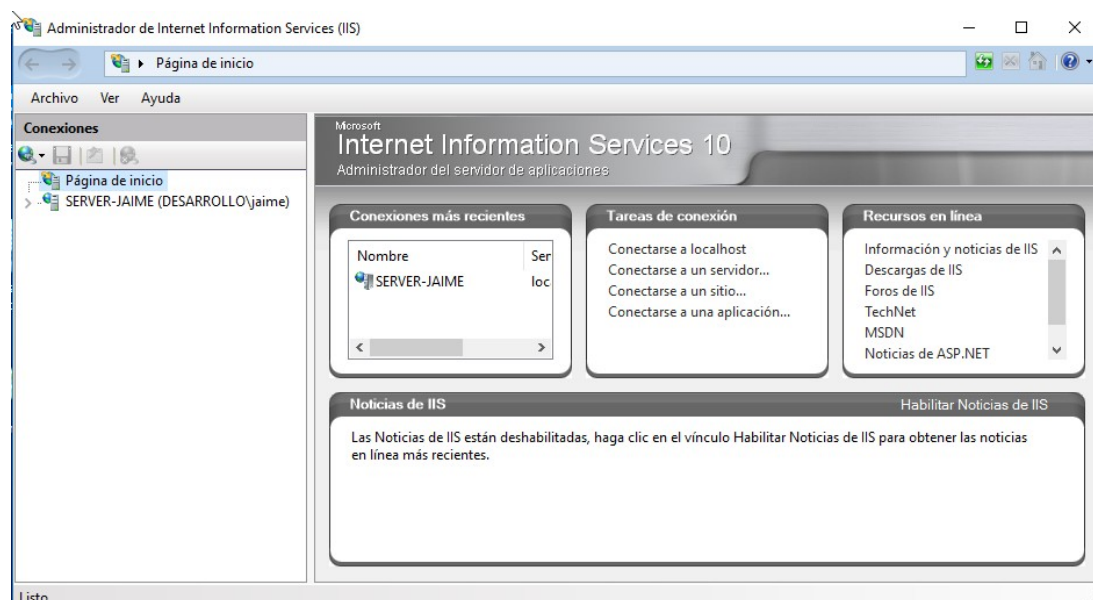 Administrador de Internet Information Services (IIS)
Página de inicio
Archivo Ver Ayuda
Conexiones
Página de inicio
SERVER-JAIME (DESARROLLO\jaime)
Microsoft
Internet Information Services 10
Administrador del servidor de aplicaciones
Conexiones más recientes
Nombre Ser
SERVER-JAIME loc
Tareas de conexión
Conectarse a localhost
Conectarse a un servidor...
Conectarse a un sitio...
Conectarse a una aplicación...
Recursos en línea
Información y noticias de IIS
Descargas de IIS
Foros de IIS
TechNet
MSDN
Noticias de ASP.NET
Noticias de IIS Habilitar Noticias de IIS
Las Noticias de IIS están deshabilitadas, haga clic en el vínculo Habilitar Noticias de IIS para obtener las noticias
en línea más recientes.
Listo